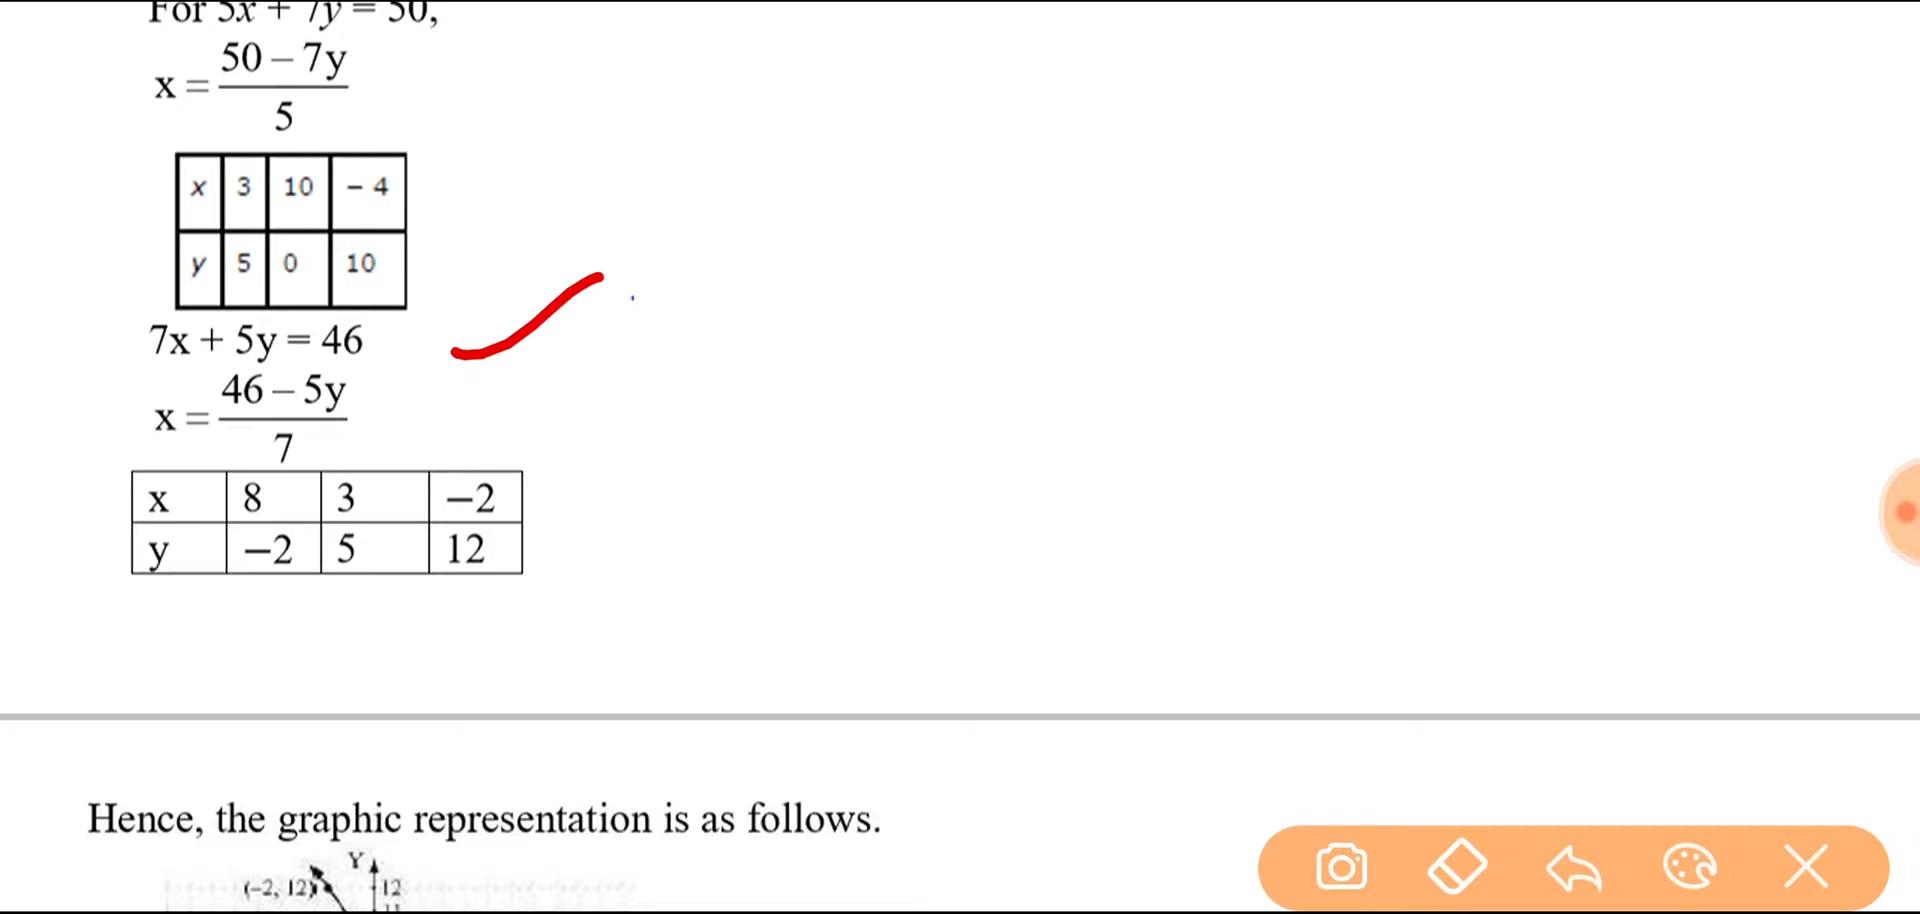 For 5x + 7y = 50,
x = (50 – 7y)/5
x 3 10 – 4
y 5 0 10
7x + 5y = 46
x = (46 – 5y)/7
x 8 3 –2
y –2 5 12
Hence, the graphic representation is as follows.
Y
(–2, 12) 12
11